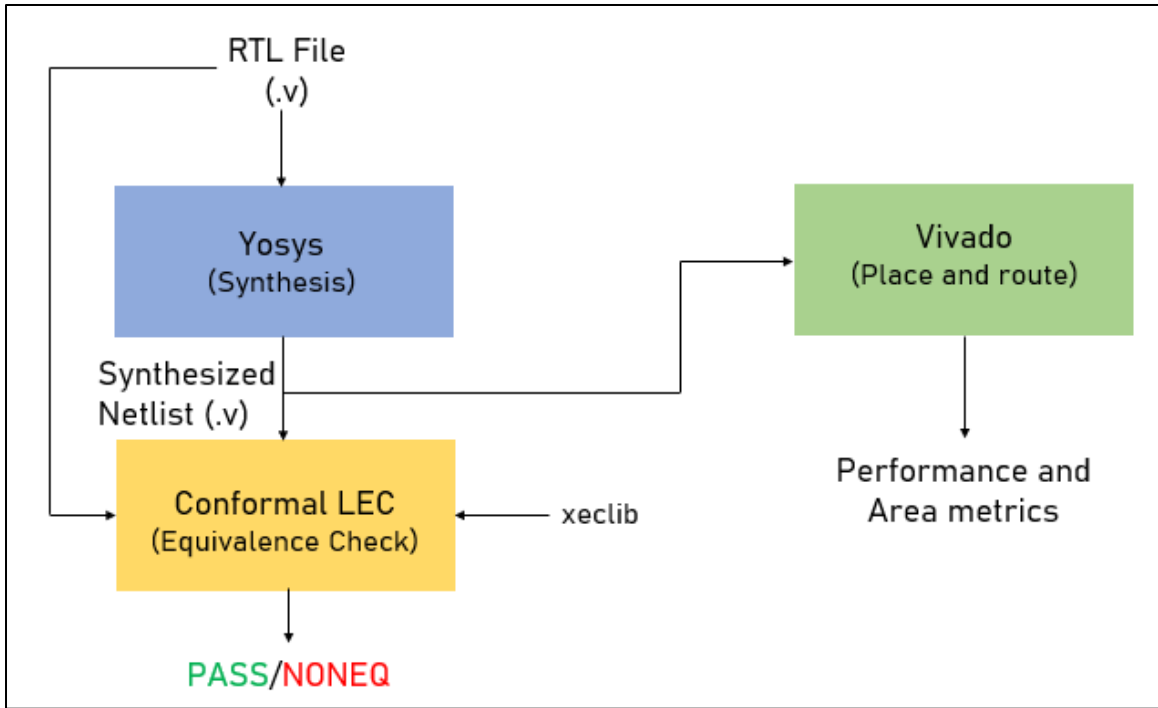 RTL File
(.v)
Yosys
(Synthesis)
Vivado
(Place and route)
Synthesized
Netlist (.v)
Conformal LEC
(Equivalence Check)
xeclib
Performance and
Area metrics
PASS/NONEQ